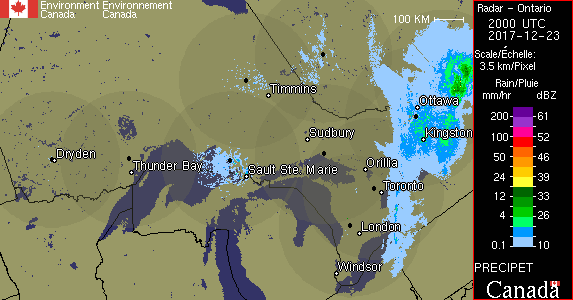 Environment Environnement
Canada Canada
100 KM
Timmins
Ottawa
Sudbury
Kingston
Dryden
Thunder Bay
Sault Ste. Marie
Orillia
Toronto
London
Windsor
Radar - Ontario
2000 UTC
2017-12-23
Scale/Échelle:
3.5 km/Pixel
Rain/Pluie
mm/hr dBZ
200 61
100 52
50 46
24 39
12 33
4 26
0.1 10
PRECIPET
Canada